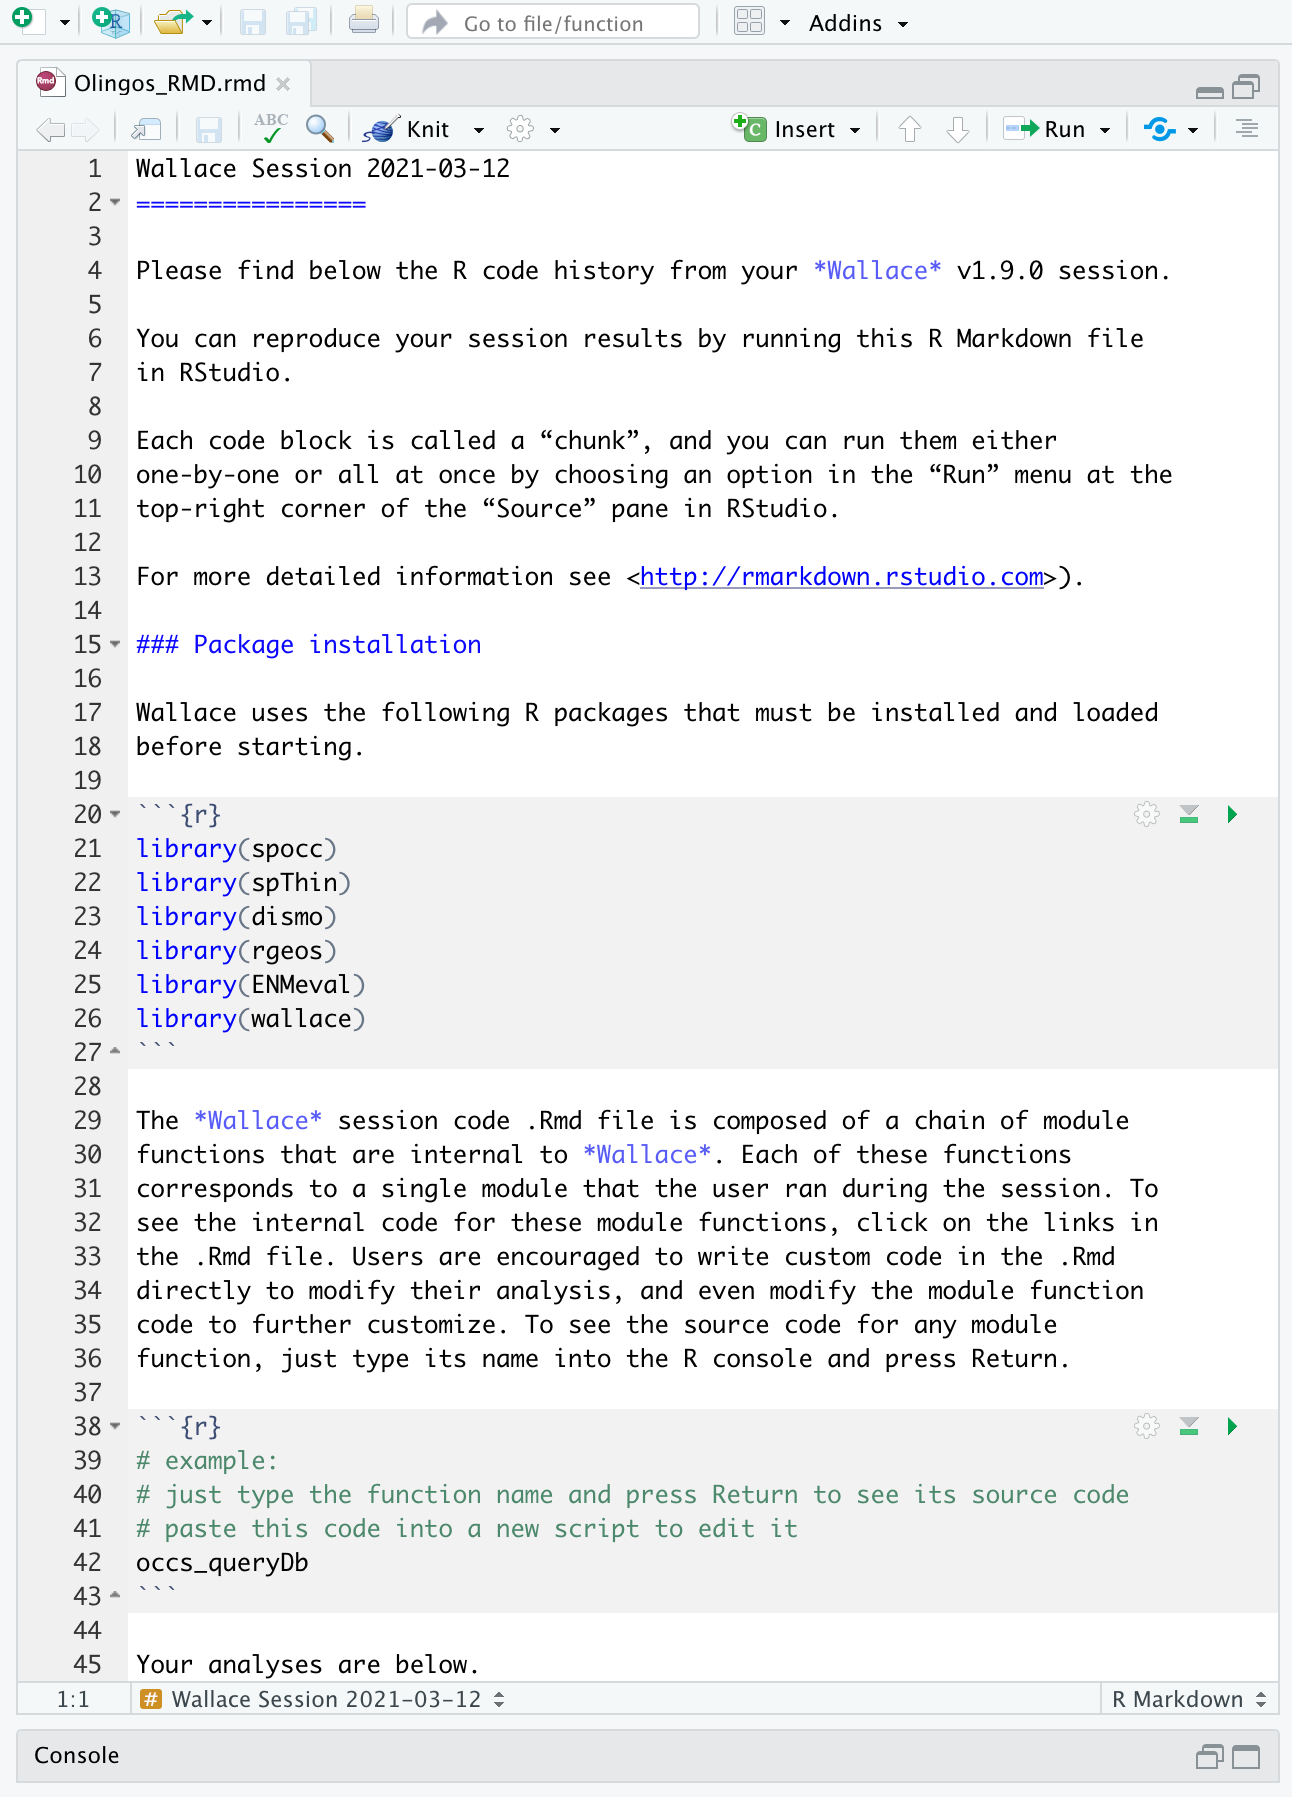 Go to file/function
Addins
Rmd
Olingos_RMD.rmd
ABC
Knit
C Insert
Run
1 Wallace Session 2021-03-12
2 ================
3
4 Please find below the R code history from your *Wallace* v1.9.0 session.
5
6 You can reproduce your session results by running this R Markdown file
7 in RStudio.
8
9 Each code block is called a “chunk”, and you can run them either
10 one-by-one or all at once by choosing an option in the “Run” menu at the
11 top-right corner of the “Source” pane in RStudio.
12
13 For more detailed information see <http://rmarkdown.rstudio.com>).
14
15 ### Package installation
16
17 Wallace uses the following R packages that must be installed and loaded
18 before starting.
19
20 ```{r}
21 library(spocc)
22 library(spThin)
23 library(dismo)
24 library(rgeos)
25 library(ENMeval)
26 library(wallace)
27 ```
28
29 The *Wallace* session code .Rmd file is composed of a chain of module
30 functions that are internal to *Wallace*. Each of these functions
31 corresponds to a single module that the user ran during the session. To
32 see the internal code for these module functions, click on the links in
33 the .Rmd file. Users are encouraged to write custom code in the .Rmd
34 directly to modify their analysis, and even modify the module function
35 code to further customize. To see the source code for any module
36 function, just type its name into the R console and press Return.
37
38 ```{r}
39 # example:
40 # just type the function name and press Return to see its source code
41 # paste this code into a new script to edit it
42 occs_queryDb
43 ```
44
45 Your analyses are below.
1:1 # Wallace Session 2021-03-12 R Markdown
Console